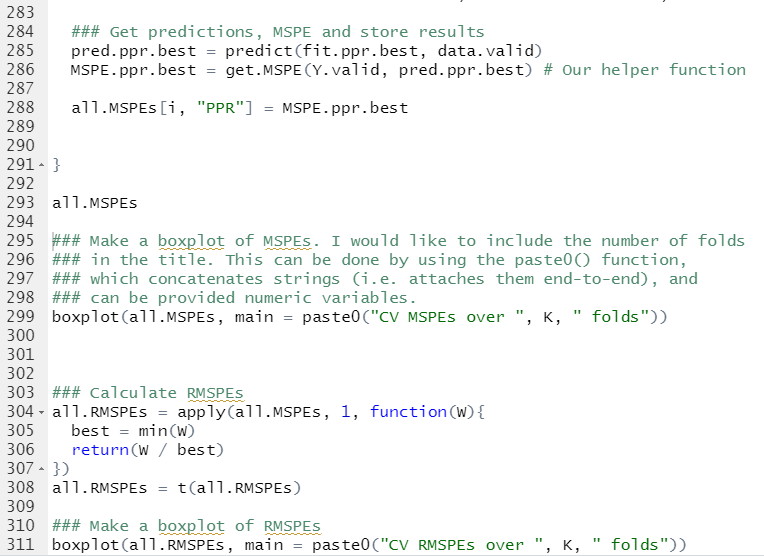 283
284   ### Get predictions, MSPE and store results
285   pred.ppr.best = predict(fit.ppr.best, data.valid)
286   MSPE.ppr.best = get.MSPE(Y.valid, pred.ppr.best) # Our helper function
287
288   all.MSPEs[i, "PPR"] = MSPE.ppr.best
289
290
291 }
292
293 all.MSPEs
294
295 ### Make a boxplot of MSPEs. I would like to include the number of folds
296 ### in the title. This can be done by using the paste0() function,
297 ### which concatenates strings (i.e. attaches them end-to-end), and
298 ### can be provided numeric variables.
299 boxplot(all.MSPEs, main = paste0("CV MSPEs over ", K, " folds"))
300
301
302
303 ### Calculate RMSPEs
304 all.RMSPEs = apply(all.MSPEs, 1, function(W){
305   best = min(W)
306   return(W / best)
307 })
308 all.RMSPEs = t(all.RMSPEs)
309
310 ### Make a boxplot of RMSPEs
311 boxplot(all.RMSPEs, main = paste0("CV RMSPEs over ", K, " folds"))